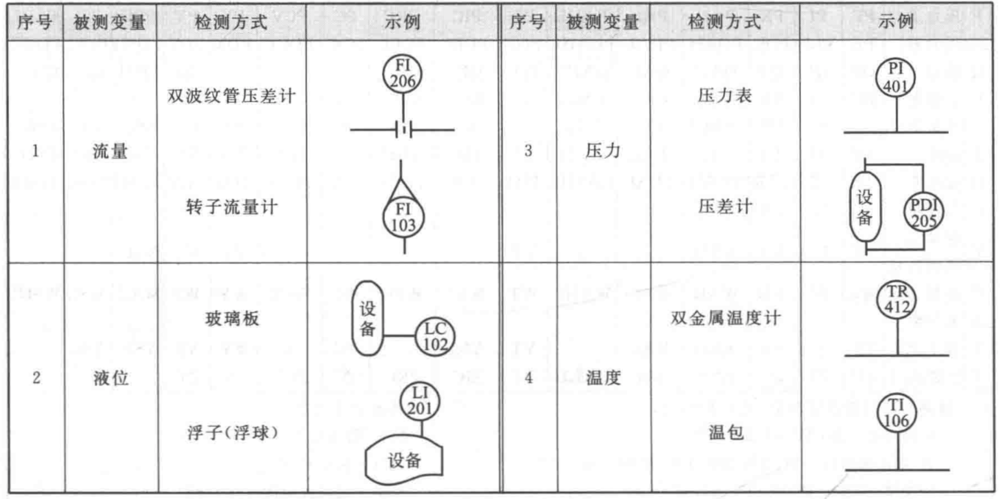 序号 被测变量 检测方式 示例 序号 被测变量 检测方式 示例
1 流量 双波纹管压差计
FI
206
转子流量计
FI
103
3 压力 压力表
PI
401
压差计
设备
PDI
205
2 液位 玻璃板
设备
LC
102
浮子(浮球)
LI
201
设备
4 温度 双金属温度计
TR
412
温包
TI
106